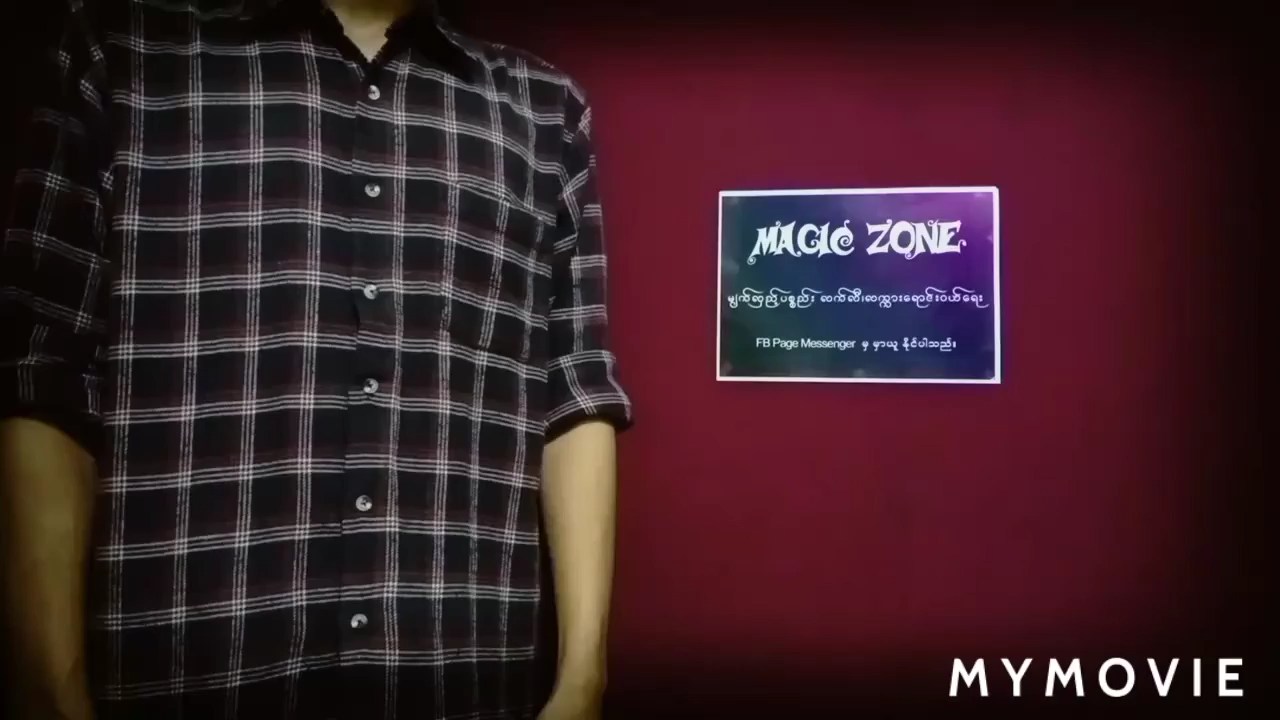 MAGIC ZONE
မျက်လှည့်ပစ္စည်း လက်လီ၊လက္ကားရောင်းဝယ်ရေး
FB Page Messenger မှ မှာယူ နိုင်ပါသည်။
MYMOVIE